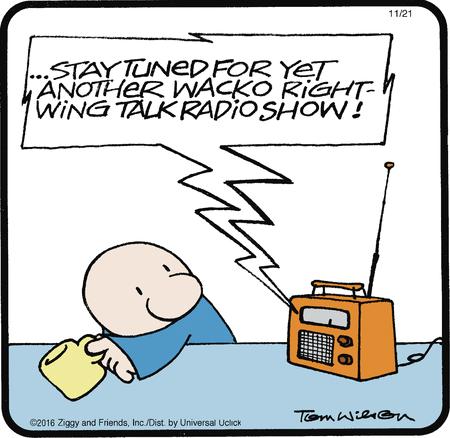 11/21
...STAY TUNED FOR YET
ANOTHER WACKO RIGHT-
WING TALK RADIO SHOW!
Tom Wilson
©2016 Ziggy and Friends, Inc./Dist. by Universal Uclick